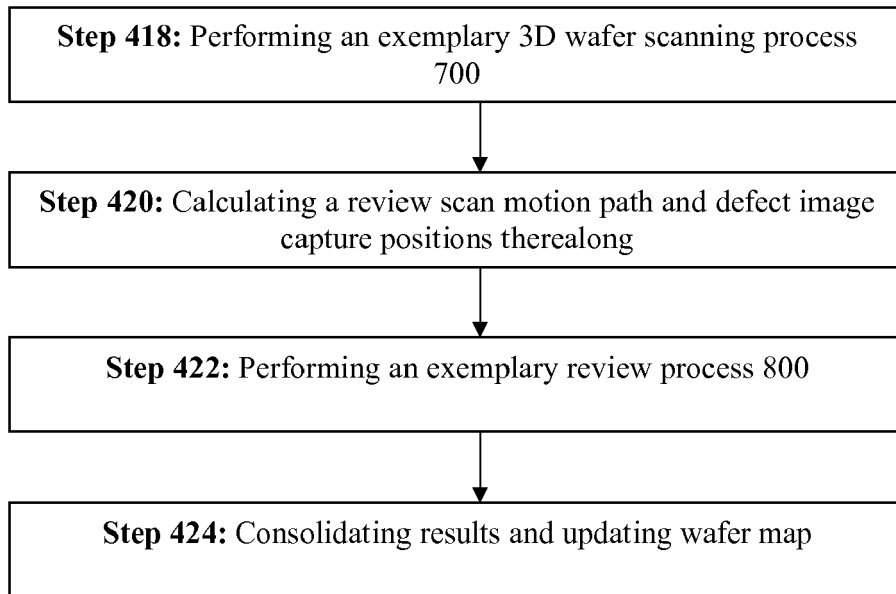 Step 418: Performing an exemplary 3D wafer scanning process
700
Step 420: Calculating a review scan motion path and defect image
capture positions therealong
Step 422: Performing an exemplary review process 800
Step 424: Consolidating results and updating wafer map